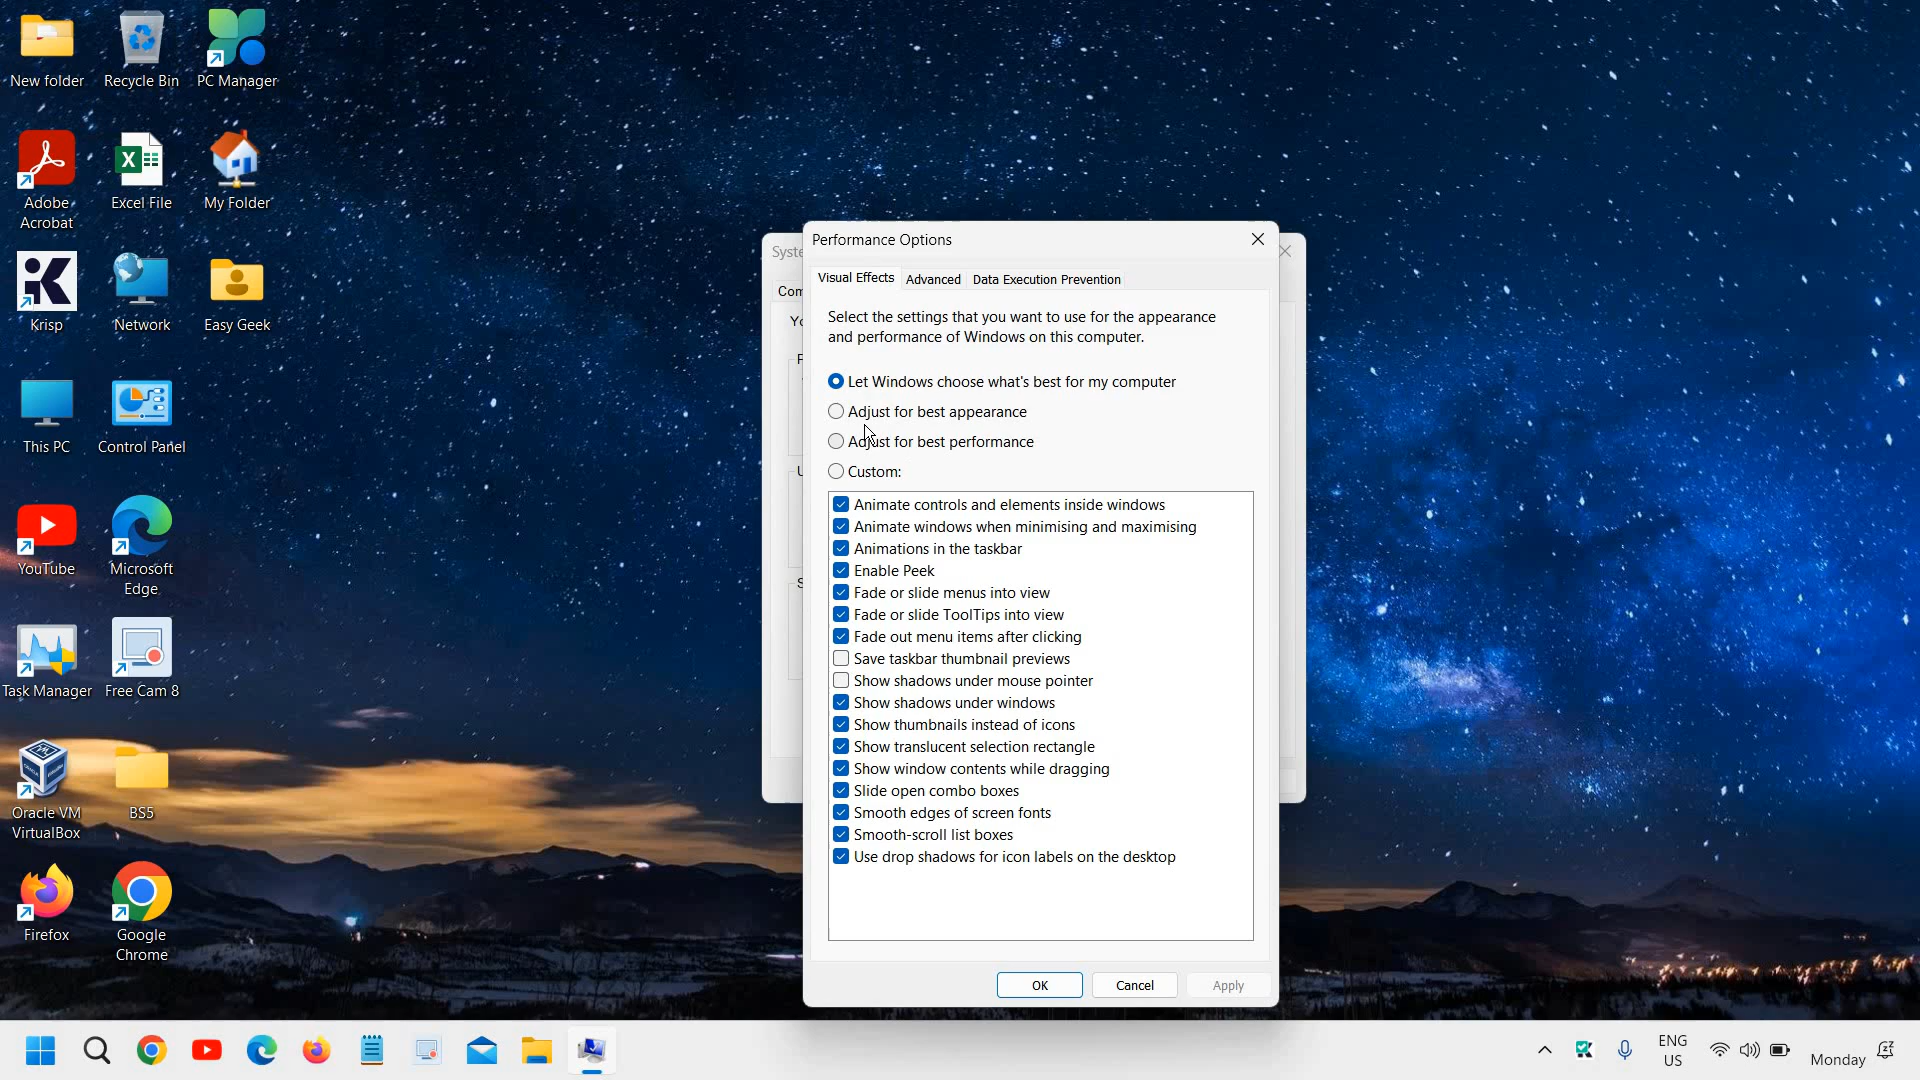 New folder
Recycle Bin
PC Manager
Adobe
Acrobat
Excel File
My Folder
Krisp
Network
Easy Geek
This PC
Control Panel
YouTube
Microsoft
Edge
Task Manager
Free Cam 8
Oracle VM
VirtualBox
BS5
Firefox
Google
Chrome
Syste
Com
Yo
Performance Options
Visual Effects
Advanced
Data Execution Prevention
Select the settings that you want to use for the appearance
and performance of Windows on this computer.
Let Windows choose what's best for my computer
Adjust for best appearance
Adjust for best performance
Custom:
Animate controls and elements inside windows
Animate windows when minimising and maximising
Animations in the taskbar
Enable Peek
Fade or slide menus into view
Fade or slide ToolTips into view
Fade out menu items after clicking
Save taskbar thumbnail previews
Show shadows under mouse pointer
Show shadows under windows
Show thumbnails instead of icons
Show translucent selection rectangle
Show window contents while dragging
Slide open combo boxes
Smooth edges of screen fonts
Smooth-scroll list boxes
Use drop shadows for icon labels on the desktop
OK
Cancel
Apply
ENG
US
Monday